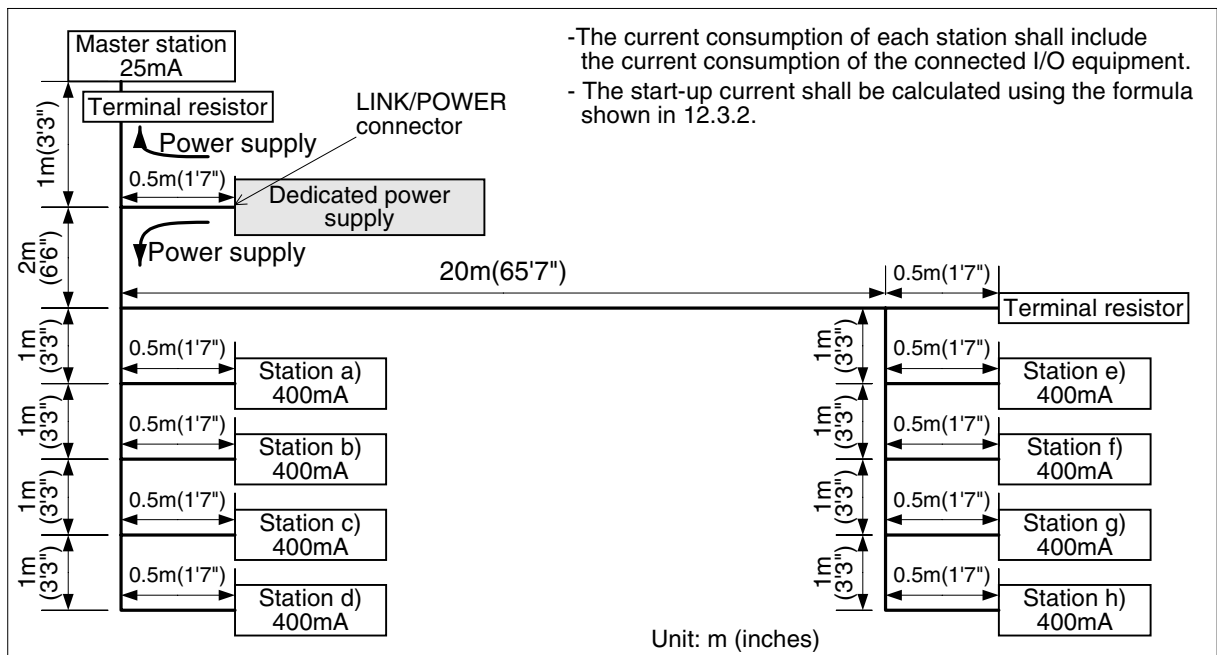 Master station
25mA
-The current consumption of each station shall include
the current consumption of the connected I/O equipment.
- The start-up current shall be calculated using the formula
shown in 12.3.2.
Terminal resistor
LINK/POWER
connector
1m(3'3")
Power supply
0.5m(1'7")
Dedicated power
supply
2m
(6'6")
Power supply
20m(65'7")
0.5m(1'7")
Terminal resistor
1m
(3'3")
0.5m(1'7")
Station a)
400mA
1m
(3'3")
0.5m(1'7")
Station e)
400mA
1m
(3'3")
0.5m(1'7")
Station b)
400mA
1m
(3'3")
0.5m(1'7")
Station f)
400mA
1m
(3'3")
0.5m(1'7")
Station c)
400mA
1m
(3'3")
0.5m(1'7")
Station g)
400mA
1m
(3'3")
0.5m(1'7")
Station d)
400mA
1m
(3'3")
0.5m(1'7")
Station h)
400mA
Unit: m (inches)